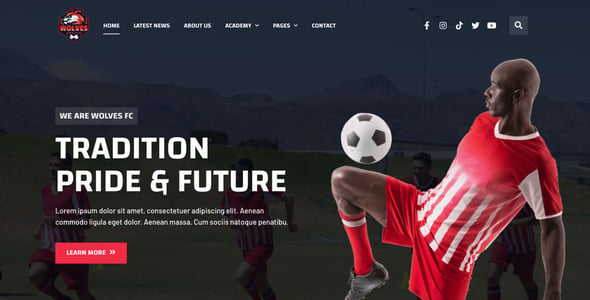 WOLVES
HOME LATEST NEWS ABOUT US ACADEMY PAGES CONTACT
WE ARE WOLVES FC
TRADITION
PRIDE & FUTURE
Lorem ipsum dolor sit amet, consectetuer adipiscing elit. Aenean
commodo ligula eget dolor. Aenean massa. Cum sociis natoque penatibu.
LEARN MORE